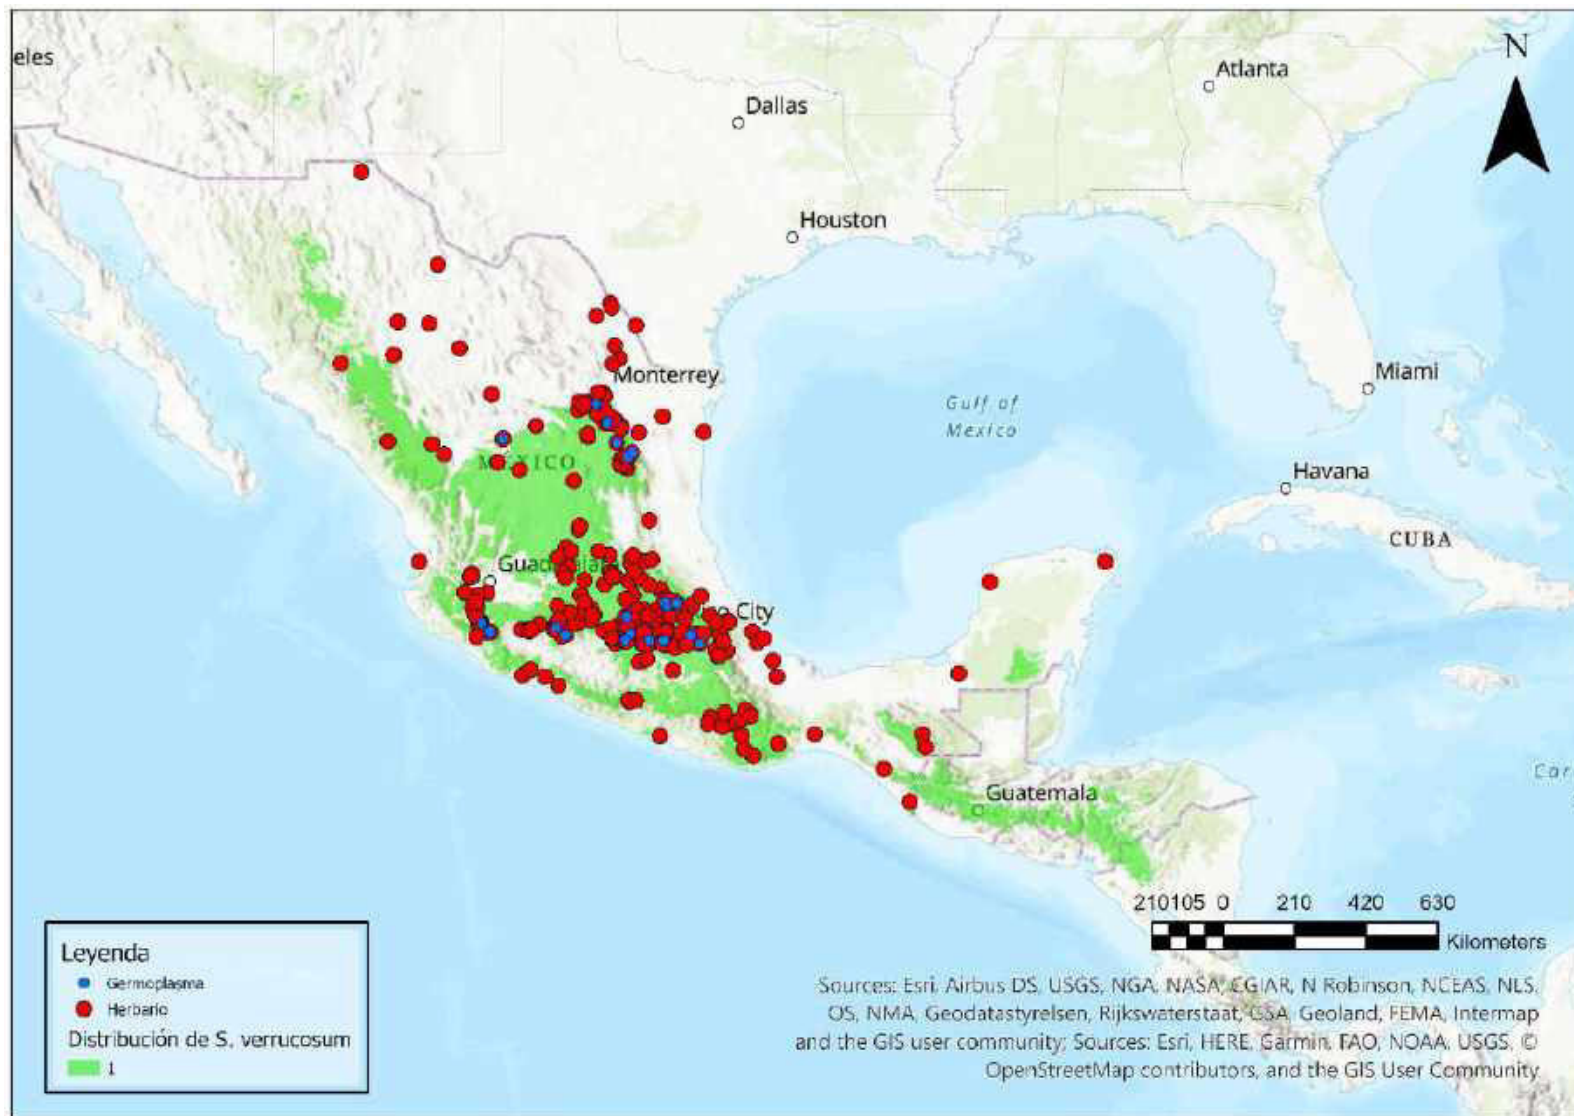 eles
Atlanta
N
Dallas
Houston
Monterrey
Miami
Gulf of
Mexico
Havana
MEXICO
CUBA
Guadalajara
City
Guatemala
Car
210105 0 210 420 630
Kilometers
Leyenda
Germoplasma
Herbario
Distribución de S. verrucosum
1
Sources: Esri, Airbus DS, USGS, NGA, NASA, CGIAR, N Robinson, NCEAS, NLS,
OS, NMA, Geodatastyrelsen, Rijkswaterstaat, GSA, Geoland, FEMA, Intermap
and the GIS user community; Sources: Esri, HERE, Garmin, FAO, NOAA, USGS, ©
OpenStreetMap contributors, and the GIS User Community